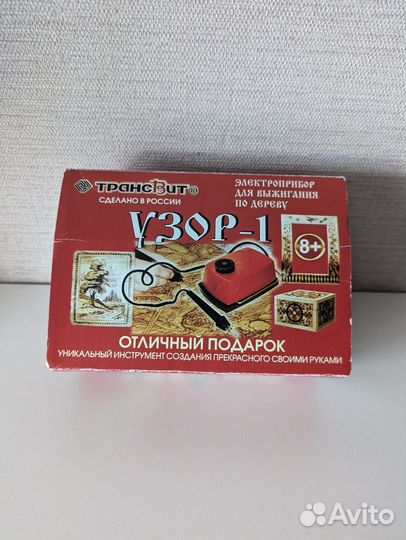 ТРАНСВИТ®
СДЕЛАНО В РОССИИ
ЭЛЕКТРОПРИБОР
ДЛЯ ВЫЖИГАНИЯ
ПО ДЕРЕВУ
УЗОР-1
8+
ОТЛИЧНЫЙ ПОДАРОК
УНИКАЛЬНЫЙ ИНСТРУМЕНТ СОЗДАНИЯ ПРЕКРАСНОГО СВОИМИ РУКАМИ
Avito